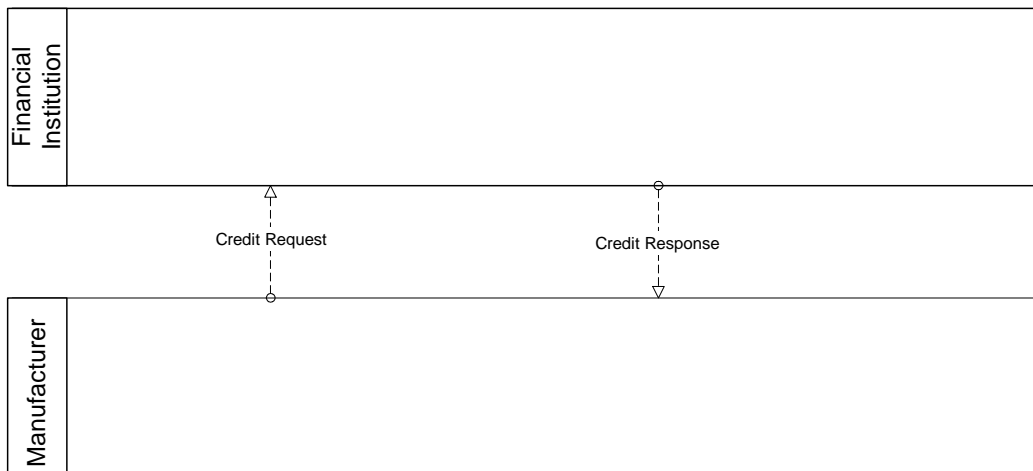 Financial
Institution
Credit Request
Credit Response
Manufacturer